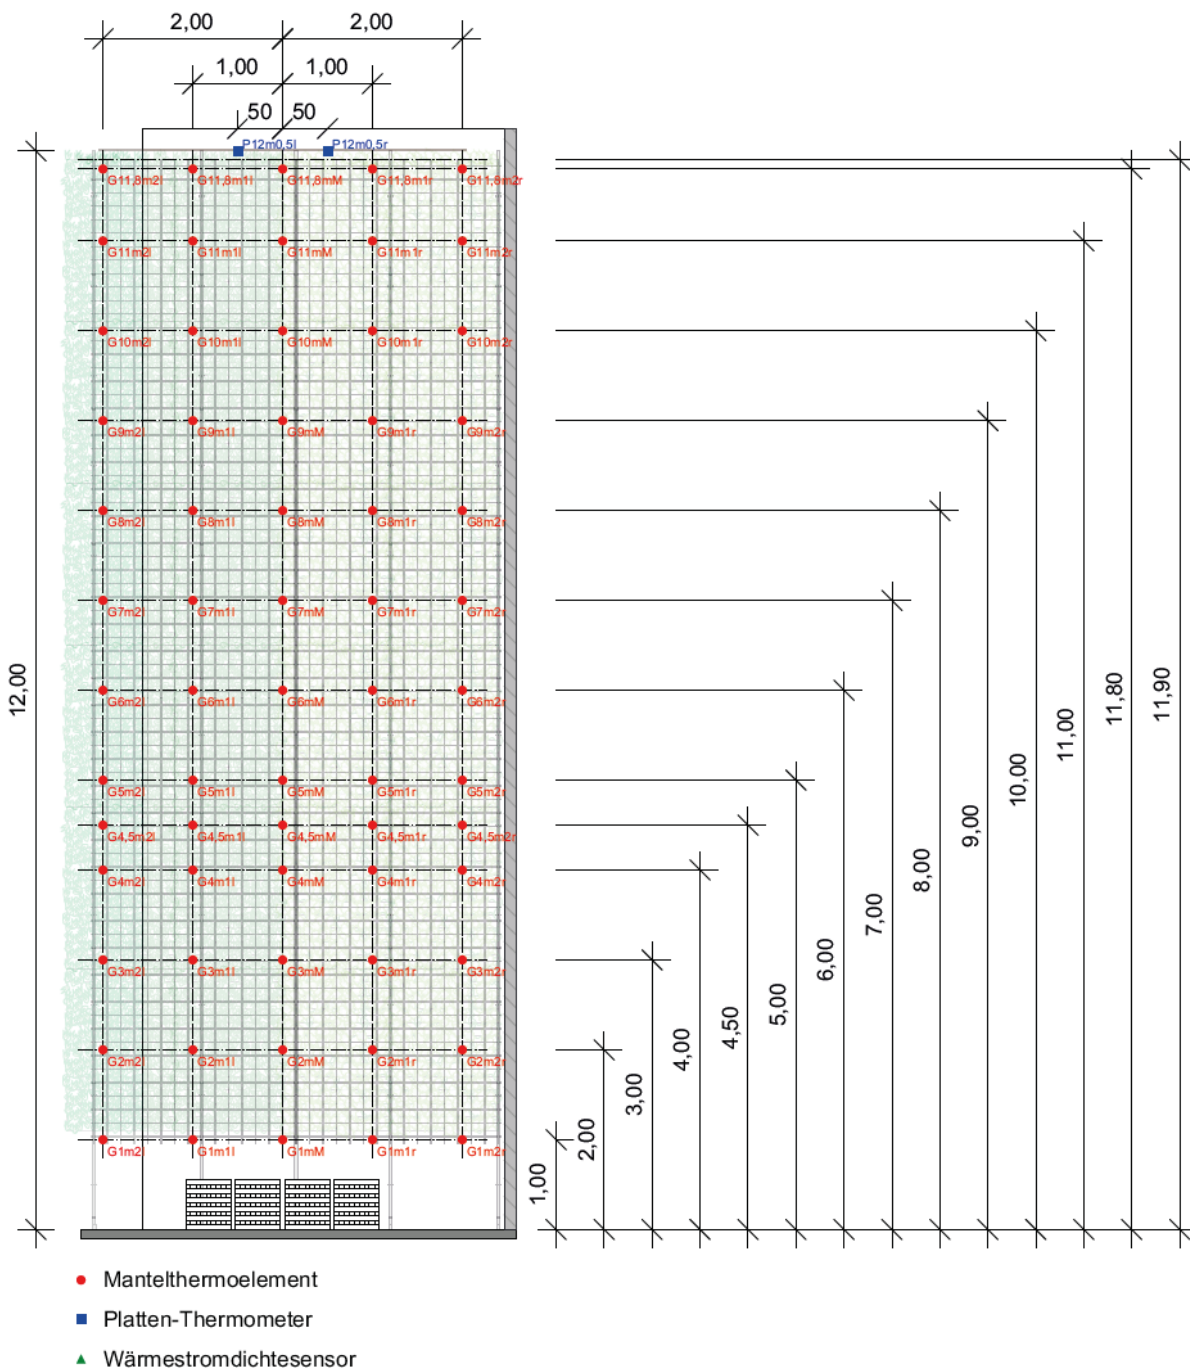 2,00 2,00
1,00 1,00
50 50
P12m0,5l P12m0,5r
G11,8m2l G11,8m1l G11,8mM G11,8m1r G11,8m2r
G11m2l G11m1l G11mM G11m1r G11m2r
G10m2l G10m1l G10mM G10m1r G10m2r
G9m2l G9m1l G9mM G9m1r G9m2r
G8m2l G8m1l G8mM G8m1r G8m2r
G7m2l G7m1l G7mM G7m1r G7m2r
G6m2l G6m1l G6mM G6m1r G6m2r
G5m2l G5m1l G5mM G5m1r G5m2r
G4,5m2l G4,5m1l G4,5mM G4,5m1r G4,5m2r
G4m2l G4m1l G4mM G4m1r G4m2r
G3m2l G3m1l G3mM G3m1r G3m2r
G2m2l G2m1l G2mM G2m1r G2m2r
G1m2l G1m1l G1mM G1m1r G1m2r
12,00
1,00
2,00
3,00
4,00
4,50
5,00
6,00
7,00
8,00
9,00
10,00
11,00
11,80
11,90
Mantelthermoelement
Platten-Thermometer
Wärmestromdichtesensor